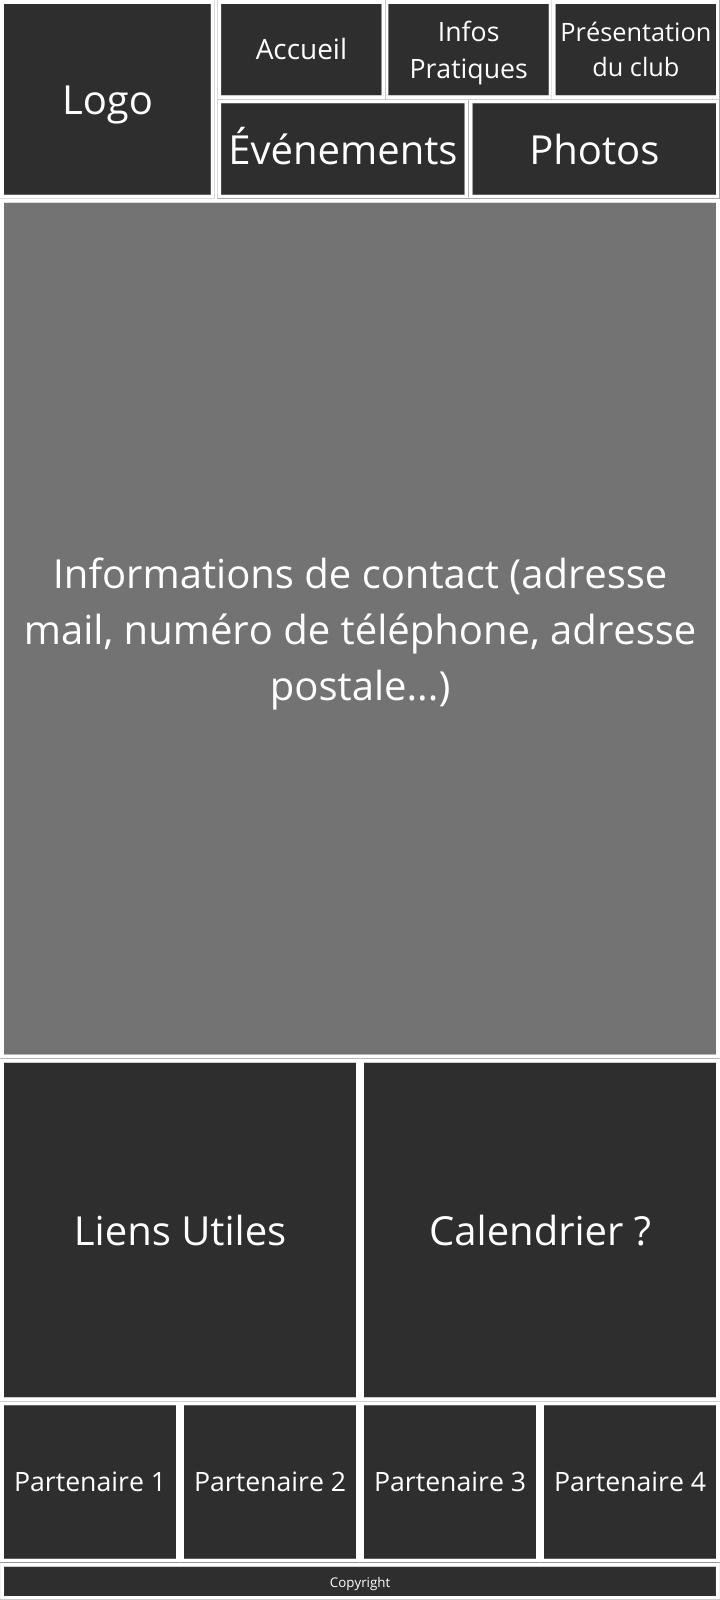 Logo
Accueil
Infos
Pratiques
Présentation
du club
Événements
Photos
Informations de contact (adresse
mail, numéro de téléphone, adresse
postale...)
Liens Utiles
Calendrier ?
Partenaire 1
Partenaire 2
Partenaire 3
Partenaire 4
Copyright